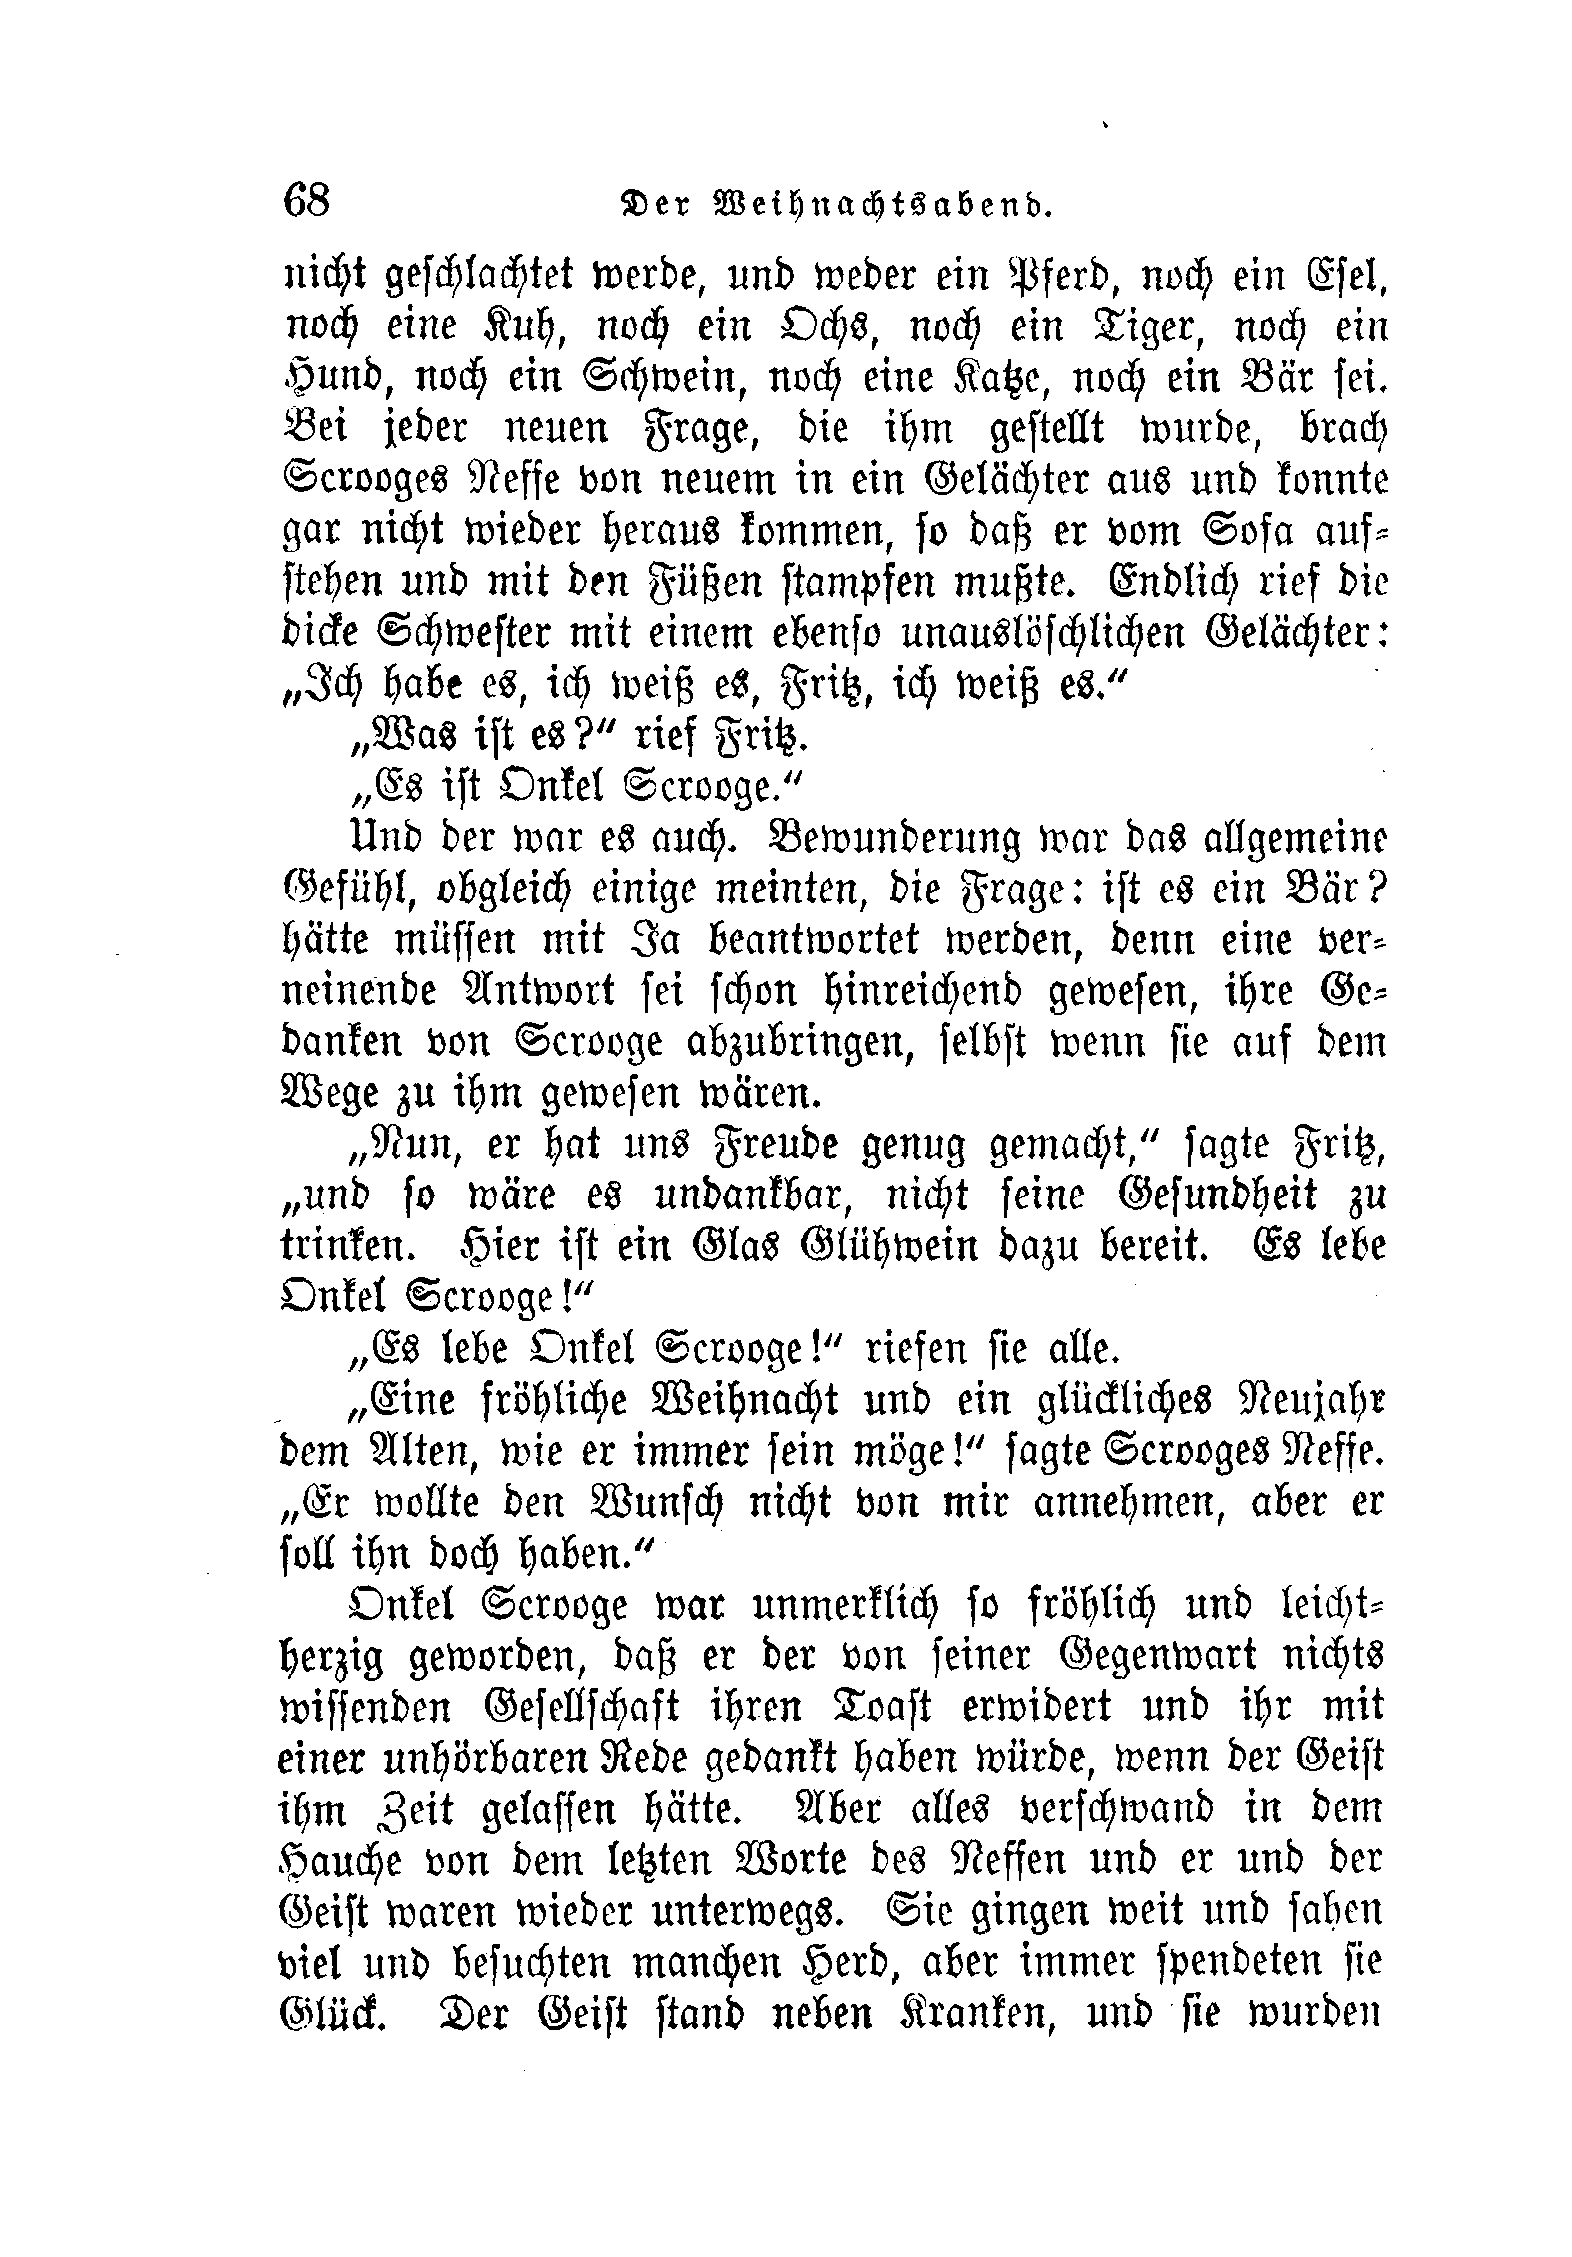 68 Der Weihnachtsabend.
nicht geschlachtet werde, und weder ein Pferd, noch ein Esel,
noch eine Kuh, noch ein Ochs, noch ein Tiger, noch ein
Hund, noch ein Schwein, noch eine Katze, noch ein Bär sei.
Bei jeder neuen Frage, die ihm gestellt wurde, brach
Scrooges Neffe von neuem in ein Gelächter aus und konnte
gar nicht wieder heraus kommen, so daß er vom Sofa auf-
stehen und mit den Füßen stampfen mußte. Endlich rief die
dicke Schwester mit einem ebenso unauslöschlichen Gelächter:
„Ich habe es, ich weiß es, Fritz, ich weiß es.“
„Was ist es?“ rief Fritz.
„Es ist Onkel Scrooge.“
Und der war es auch. Bewunderung war das allgemeine
Gefühl, obgleich einige meinten, die Frage: ist es ein Bär?
hätte müssen mit Ja beantwortet werden, denn eine ver-
neinende Antwort sei schon hinreichend gewesen, ihre Ge-
danken von Scrooge abzubringen, selbst wenn sie auf dem
Wege zu ihm gewesen wären.
„Nun, er hat uns Freude genug gemacht,“ sagte Fritz,
„und so wäre es undankbar, nicht seine Gesundheit zu
trinken. Hier ist ein Glas Glühwein dazu bereit. Es lebe
Onkel Scrooge!“
„Es lebe Onkel Scrooge!“ riefen sie alle.
„Eine fröhliche Weihnacht und ein glückliches Neujahr
dem Alten, wie er immer sein möge!“ sagte Scrooges Neffe.
„Er wollte den Wunsch nicht von mir annehmen, aber er
soll ihn doch haben.“
Onkel Scrooge war unmerklich so fröhlich und leicht-
herzig geworden, daß er der von seiner Gegenwart nichts
wissenden Gesellschaft ihren Toast erwidert und ihr mit
einer unhörbaren Rede gedankt haben würde, wenn der Geist
ihm Zeit gelassen hätte. Aber alles verschwand in dem
Hauche von dem letzten Worte des Neffen und er und der
Geist waren wieder unterwegs. Sie gingen weit und sahen
viel und besuchten manchen Herd, aber immer spendeten sie
Glück. Der Geist stand neben Kranken, und sie wurden